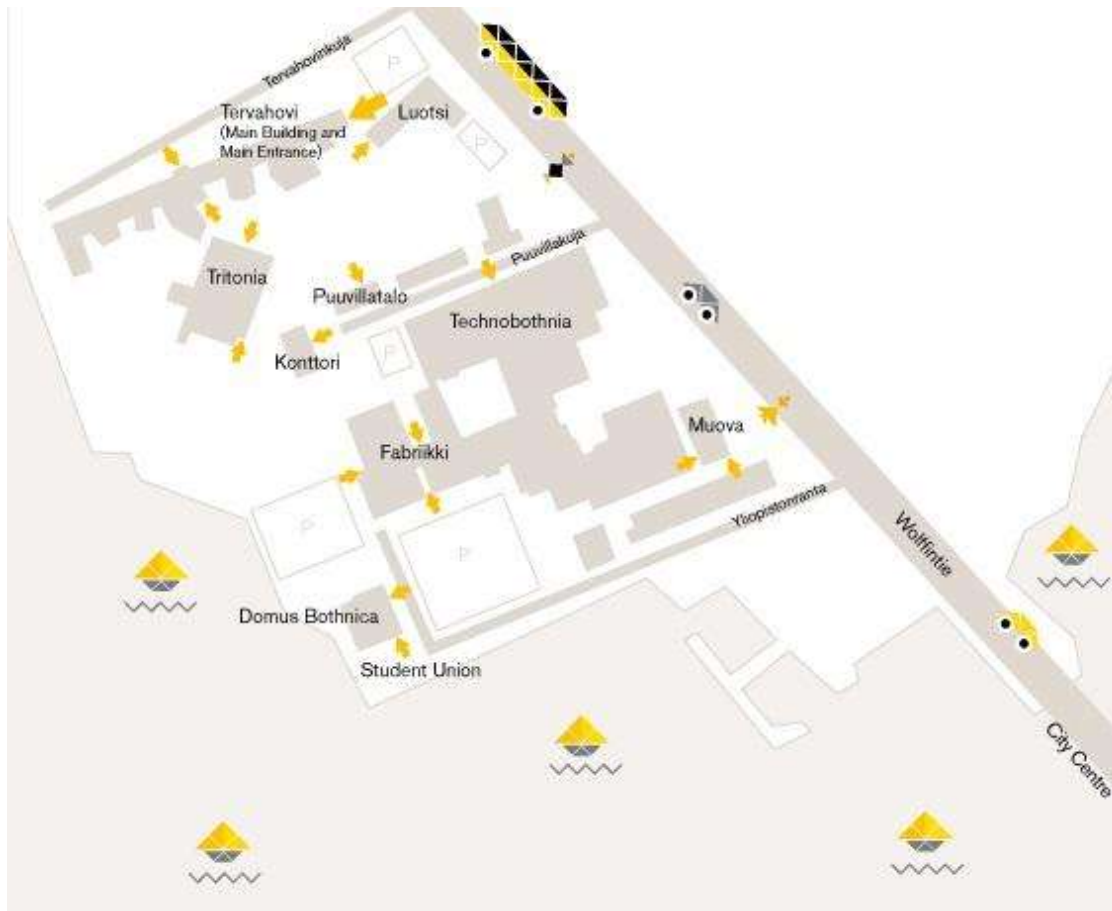 Tervahovinkuja
P
Tervahovi
(Main Building and
Main Entrance)
Luotsi
P
Puuvillakuja
Tritonia
Puuvillatalo
Technobothnia
Konttori
P
Muova
Fabriikki
Yliopistonranta
P
P
Wolffintie
Domus Bothnica
Student Union
City Centre